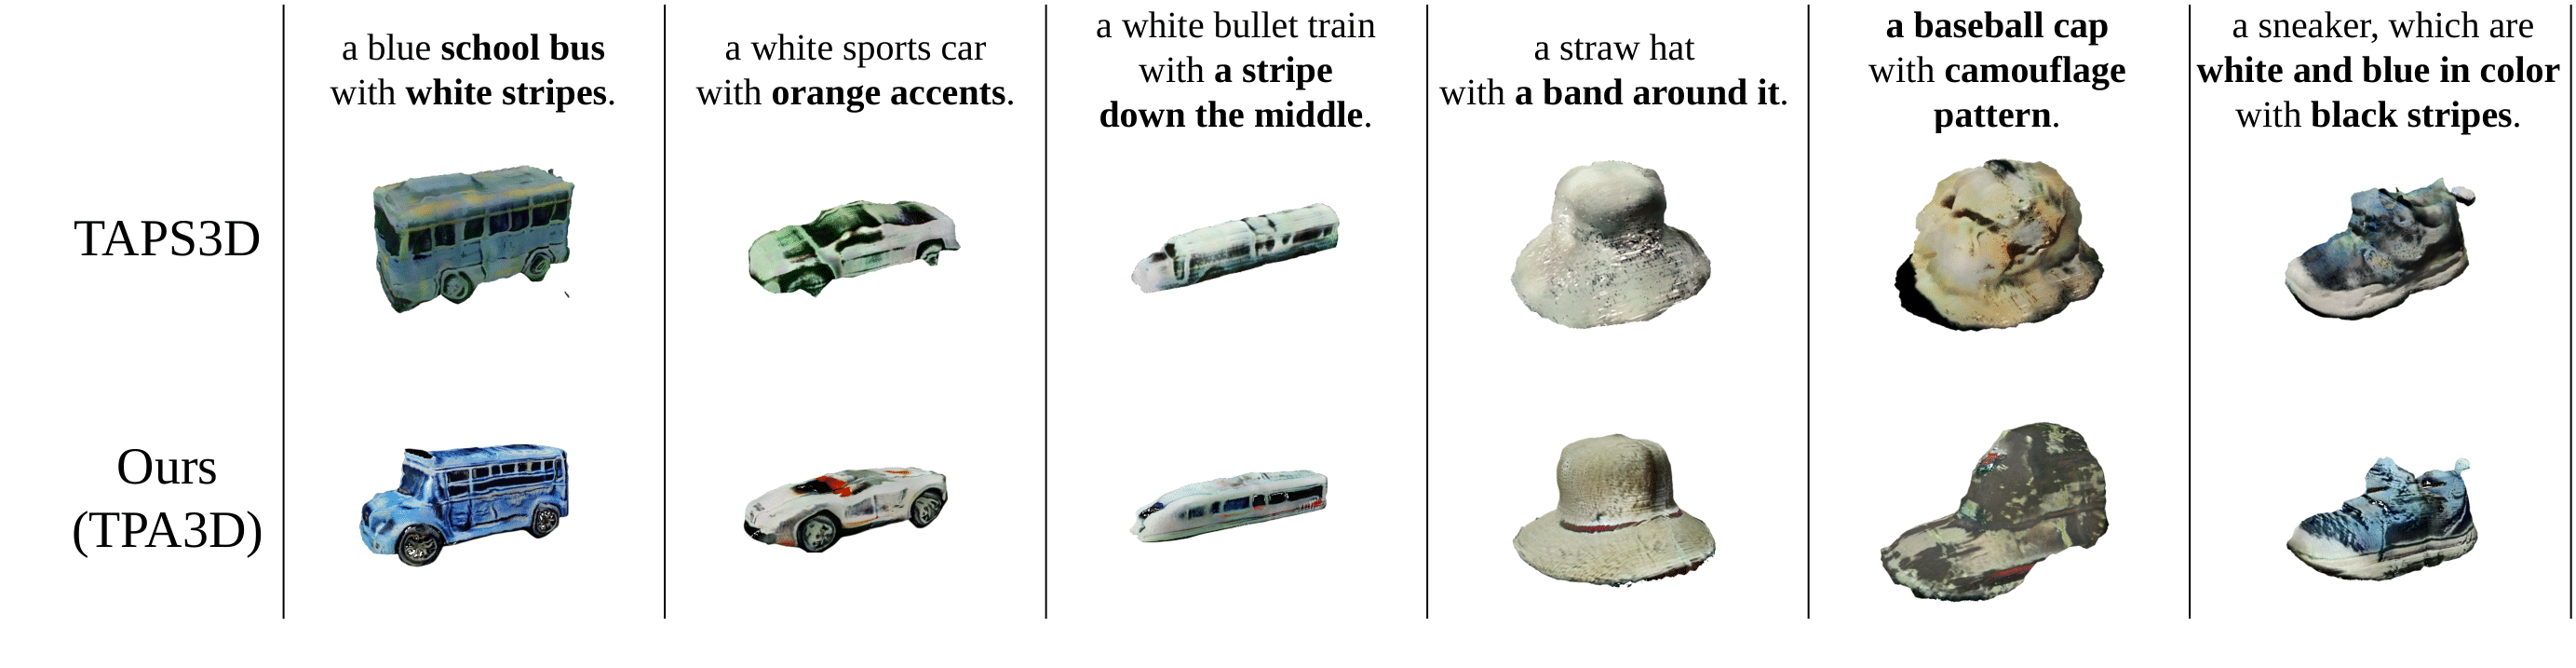 a blue school bus
with white stripes.
a white sports car
with orange accents.
a white bullet train
with a stripe
down the middle.
a straw hat
with a band around it.
a baseball cap
with camouflage
pattern.
a sneaker, which are
white and blue in color
with black stripes.
TAPS3D
Ours
(TPA3D)